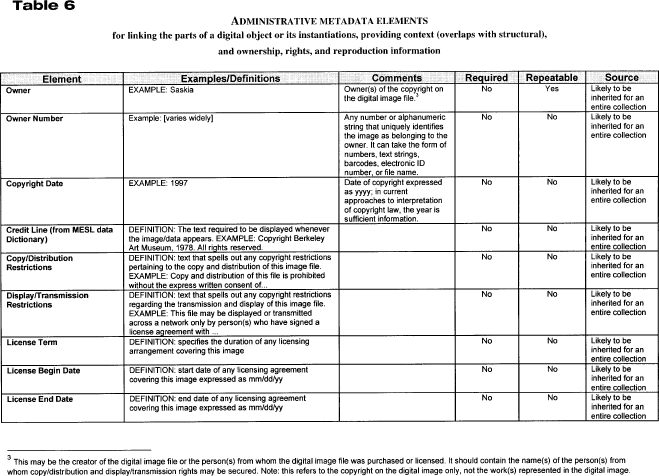 Table 6
ADMINISTRATIVE METADATA ELEMENTS
for linking the parts of a digital object or its instantiations, providing context (overlaps with structural),
and ownership, rights, and reproduction information
Element Examples/Definitions Comments Required Repeatable Source
Owner EXAMPLE: Saskia Owner(s) of the copyright on No Yes Likely to be
the digital image file.3 inherited for an
entire collection
Owner Number Example: [varies widely] Any number or alphanumeric No No Likely to be
string that uniquely identifies inherited for an
the image as belonging to the entire collection
owner. It can take the form of
numbers, text strings,
barcodes, electronic ID
number, or file name.
Copyright Date EXAMPLE: 1997 Date of copyright expressed No No Likely to be
as yyyy; in current inherited for an
approaches to interpretation entire collection
of copyright law, the year is
sufficient information.
Credit Line (from MESL data DEFINITION: The text required to be displayed whenever No No Likely to be
Dictionary) the image/data appears. EXAMPLE: Copyright Berkeley inherited for an
Art Museum, 1978. All rights reserved. entire collection
Copy/Distribution DEFINITION: text that spells out any copyright restrictions No No Likely to be
Restrictions pertaining to the copy and distribution of this image file. inherited for an
EXAMPLE: Copy and distribution of this file is prohibited entire collection
without the express written consent of...
Display/Transmission DEFINITION: text that spells out any copyright restrictions No No Likely to be
Restrictions regarding the transmission and display of this image file. inherited for an
EXAMPLE: This file may be displayed or transmitted entire collection
across a network only by person(s) who have signed a
license agreement with ...
License Term DEFINITION: specifies the duration of any licensing No No Likely to be
arrangement covering this image inherited for an
entire collection
License Begin Date DEFINITION: start date of any licensing agreement No No Likely to be
covering this image expressed as mm/dd/yy inherited for an
entire collection
License End Date DEFINITION: end date of any licensing agreement No No Likely to be
covering this image expressed as mm/dd/yy inherited for an
entire collection
3 This may be the creator of the digital image file or the person(s) from whom the digital image file was purchased or licensed. It should contain the name(s) of the person(s) from
whom copy/distribution and display/transmission rights may be secured. Note: this refers to the copyright on the digital image only, not the work(s) represented in the digital image.